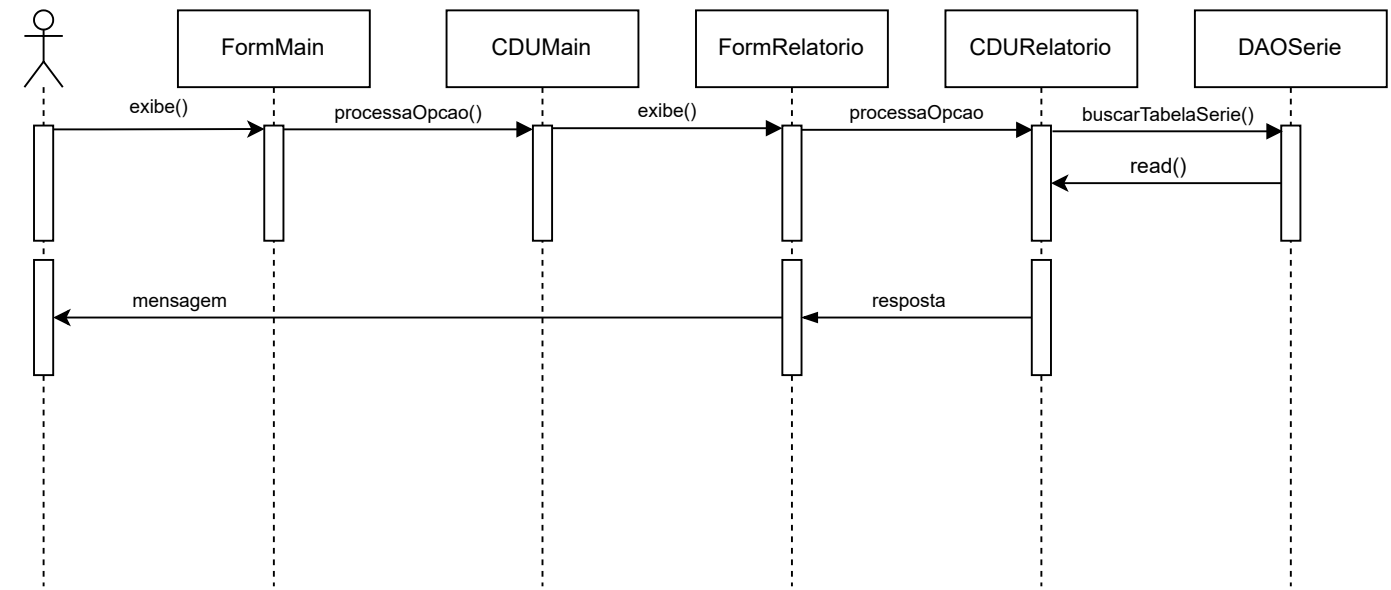 FormMain
CDUMain
FormRelatorio
CDURelatorio
DAOSerie
exibe()
processaOpcao()
exibe()
processaOpcao
buscarTabelaSerie()
read()
mensagem
resposta